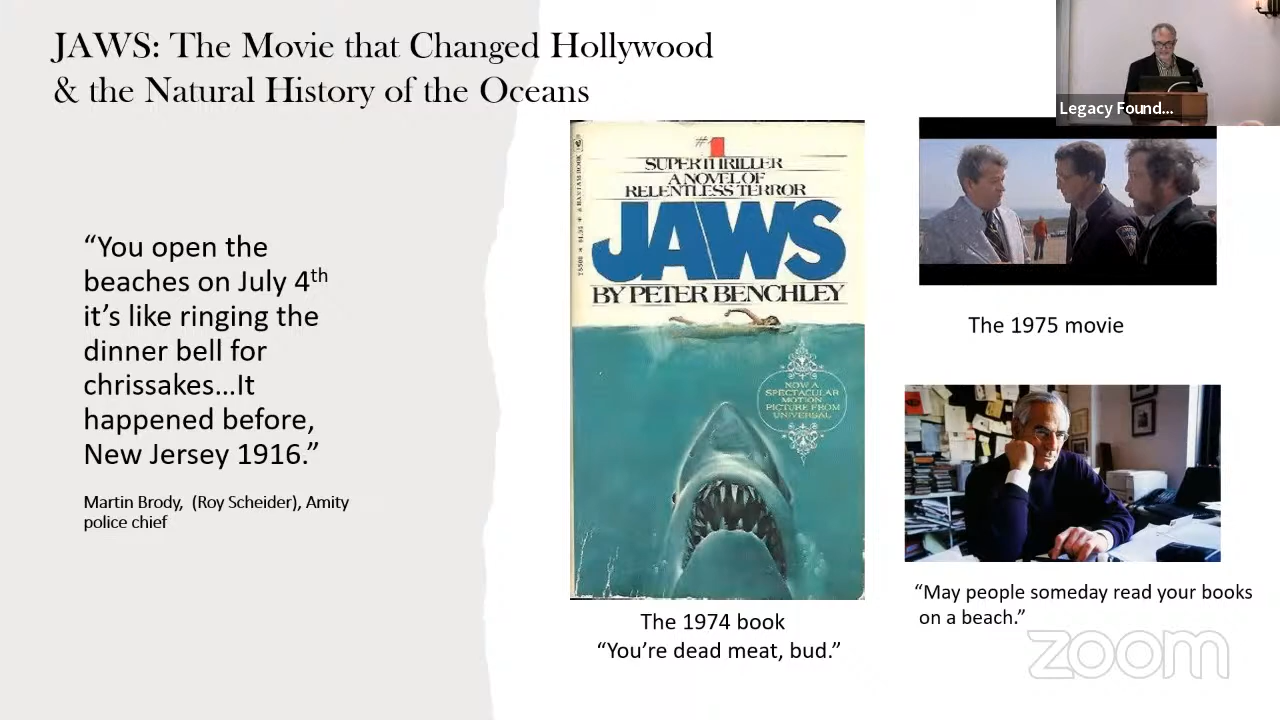 JAWS: The Movie that Changed Hollywood
& the Natural History of the Oceans
Legacy Found...
“You open the
beaches on July 4th
it’s like ringing the
dinner bell for
chrissakes...It
happened before,
New Jersey 1916.”
Martin Brody, (Roy Scheider), Amity
police chief
#1
SUPERTHRILLER
A NOVEL OF
RELENTLESS TERROR
JAWS
BY PETER BENCHLEY
NOW A
SPECTACULAR
MOTION
PICTURE FROM
UNIVERSAL
The 1974 book
“You’re dead meat, bud.”
The 1975 movie
“May people someday read your books
on a beach.”
zoom